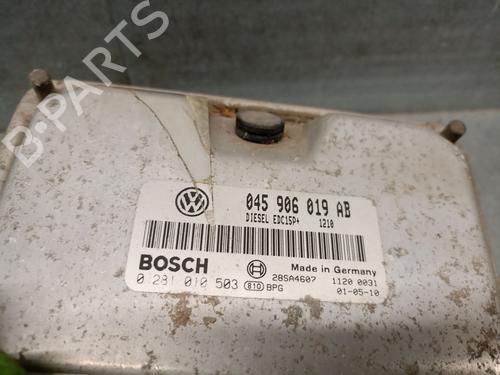 B-PARTS
045 906 019 AB
DIESEL EDC15P+ 1210
BOSCH
Made in Germany
0 281 010 503
810 BPG
28SA4607
1120 0031
01-05-10